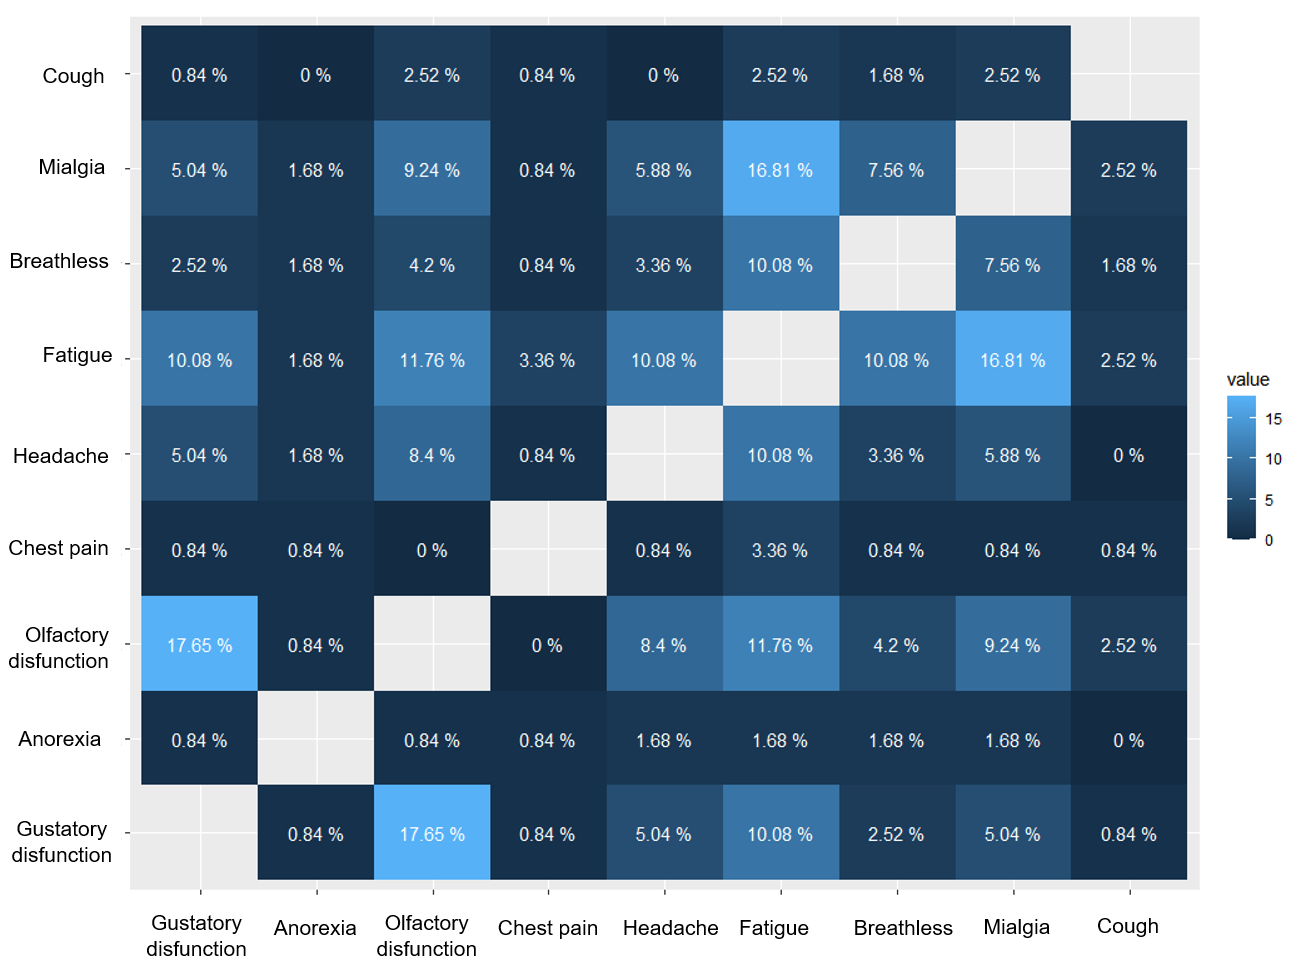 Cough 0.84 % 0 % 2.52 % 0.84 % 0 % 2.52 % 1.68 % 2.52 %
Mialgia 5.04 % 1.68 % 9.24 % 0.84 % 5.88 % 16.81 % 7.56 % 2.52 %
Breathless 2.52 % 1.68 % 4.2 % 0.84 % 3.36 % 10.08 % 7.56 % 1.68 %
Fatigue 10.08 % 1.68 % 11.76 % 3.36 % 10.08 % 10.08 % 16.81 % 2.52 %
Headache 5.04 % 1.68 % 8.4 % 0.84 % 10.08 % 3.36 % 5.88 % 0 %
Chest pain 0.84 % 0.84 % 0 % 0.84 % 3.36 % 0.84 % 0.84 % 0.84 %
Olfactory
disfunction 17.65 % 0.84 % 0 % 8.4 % 11.76 % 4.2 % 9.24 % 2.52 %
Anorexia 0.84 % 0.84 % 0.84 % 1.68 % 1.68 % 1.68 % 1.68 % 0 %
Gustatory
disfunction 0.84 % 17.65 % 0.84 % 5.04 % 10.08 % 2.52 % 5.04 % 0.84 %
Gustatory
disfunction
Anorexia
Olfactory
disfunction
Chest pain
Headache
Fatigue
Breathless
Mialgia
Cough
value
15
10
5
0